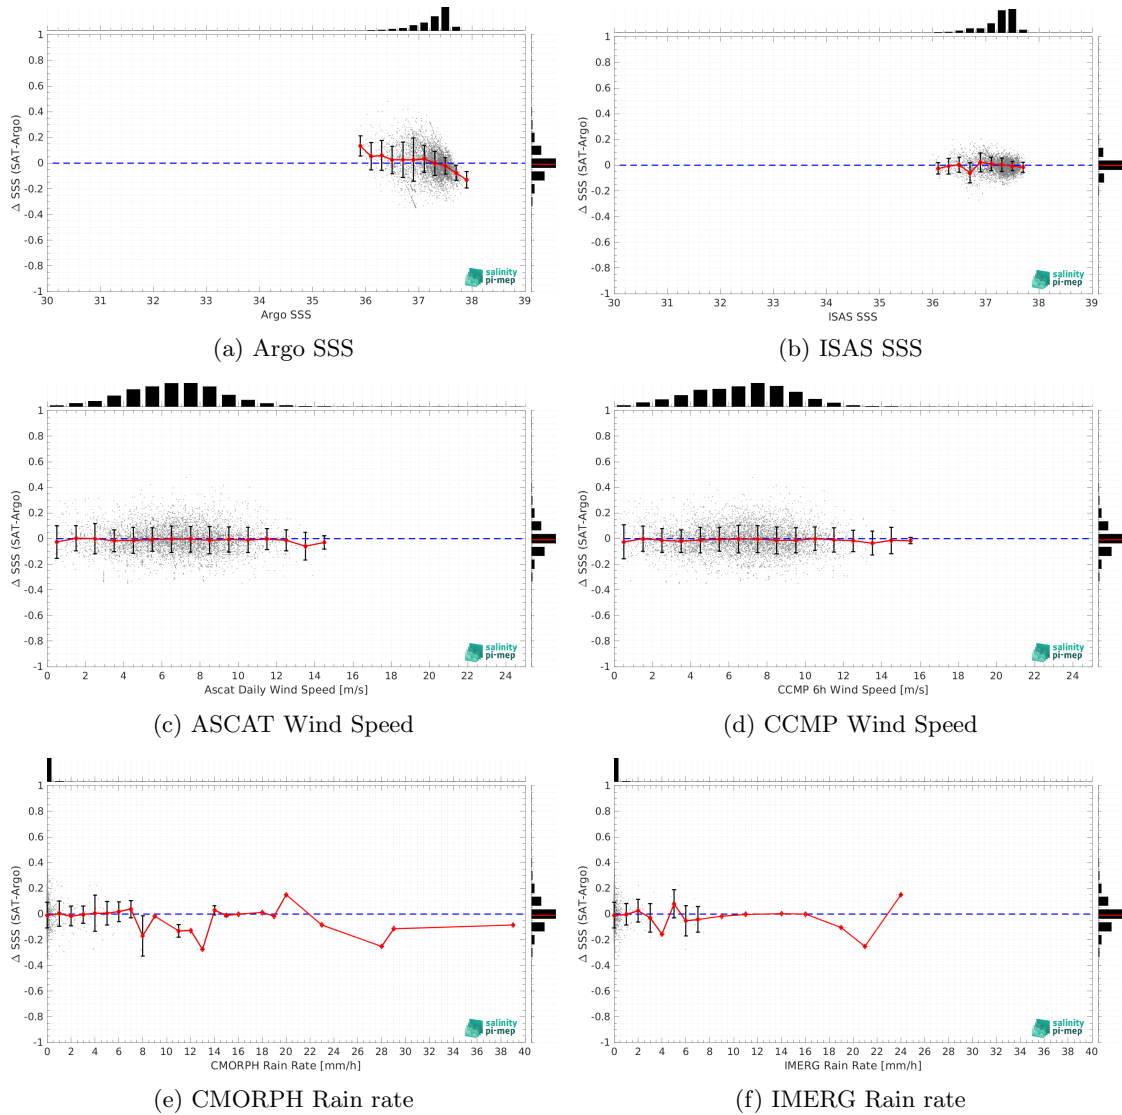 1
0.8
0.6
0.4
0.2
0
-0.2
-0.4
-0.6
-0.8
-1
Δ SSS (SAT-Argo)
30 31 32 33 34 35 36 37 38 39
Argo SSS
salinity
pi-mep
(a) Argo SSS
1
0.8
0.6
0.4
0.2
0
-0.2
-0.4
-0.6
-0.8
-1
Δ SSS (SAT-Argo)
30 31 32 33 34 35 36 37 38 39
ISAS SSS
salinity
pi-mep
(b) ISAS SSS
1
0.8
0.6
0.4
0.2
0
-0.2
-0.4
-0.6
-0.8
-1
Δ SSS (SAT-Argo)
0 2 4 6 8 10 12 14 16 18 20 22 24
Ascat Daily Wind Speed [m/s]
salinity
pi-mep
(c) ASCAT Wind Speed
1
0.8
0.6
0.4
0.2
0
-0.2
-0.4
-0.6
-0.8
-1
Δ SSS (SAT-Argo)
0 2 4 6 8 10 12 14 16 18 20 22 24
CCMP 6h Wind Speed [m/s]
salinity
pi-mep
(d) CCMP Wind Speed
1
0.8
0.6
0.4
0.2
0
-0.2
-0.4
-0.6
-0.8
-1
Δ SSS (SAT-Argo)
0 2 4 6 8 10 12 14 16 18 20 22 24 26 28 30 32 34 36 38 40
CMORPH Rain Rate [mm/h]
salinity
pi-mep
(e) CMORPH Rain rate
1
0.8
0.6
0.4
0.2
0
-0.2
-0.4
-0.6
-0.8
-1
Δ SSS (SAT-Argo)
0 2 4 6 8 10 12 14 16 18 20 22 24 26 28 30 32 34 36 38 40
IMERG Rain Rate [mm/h]
salinity
pi-mep
(f) IMERG Rain rate